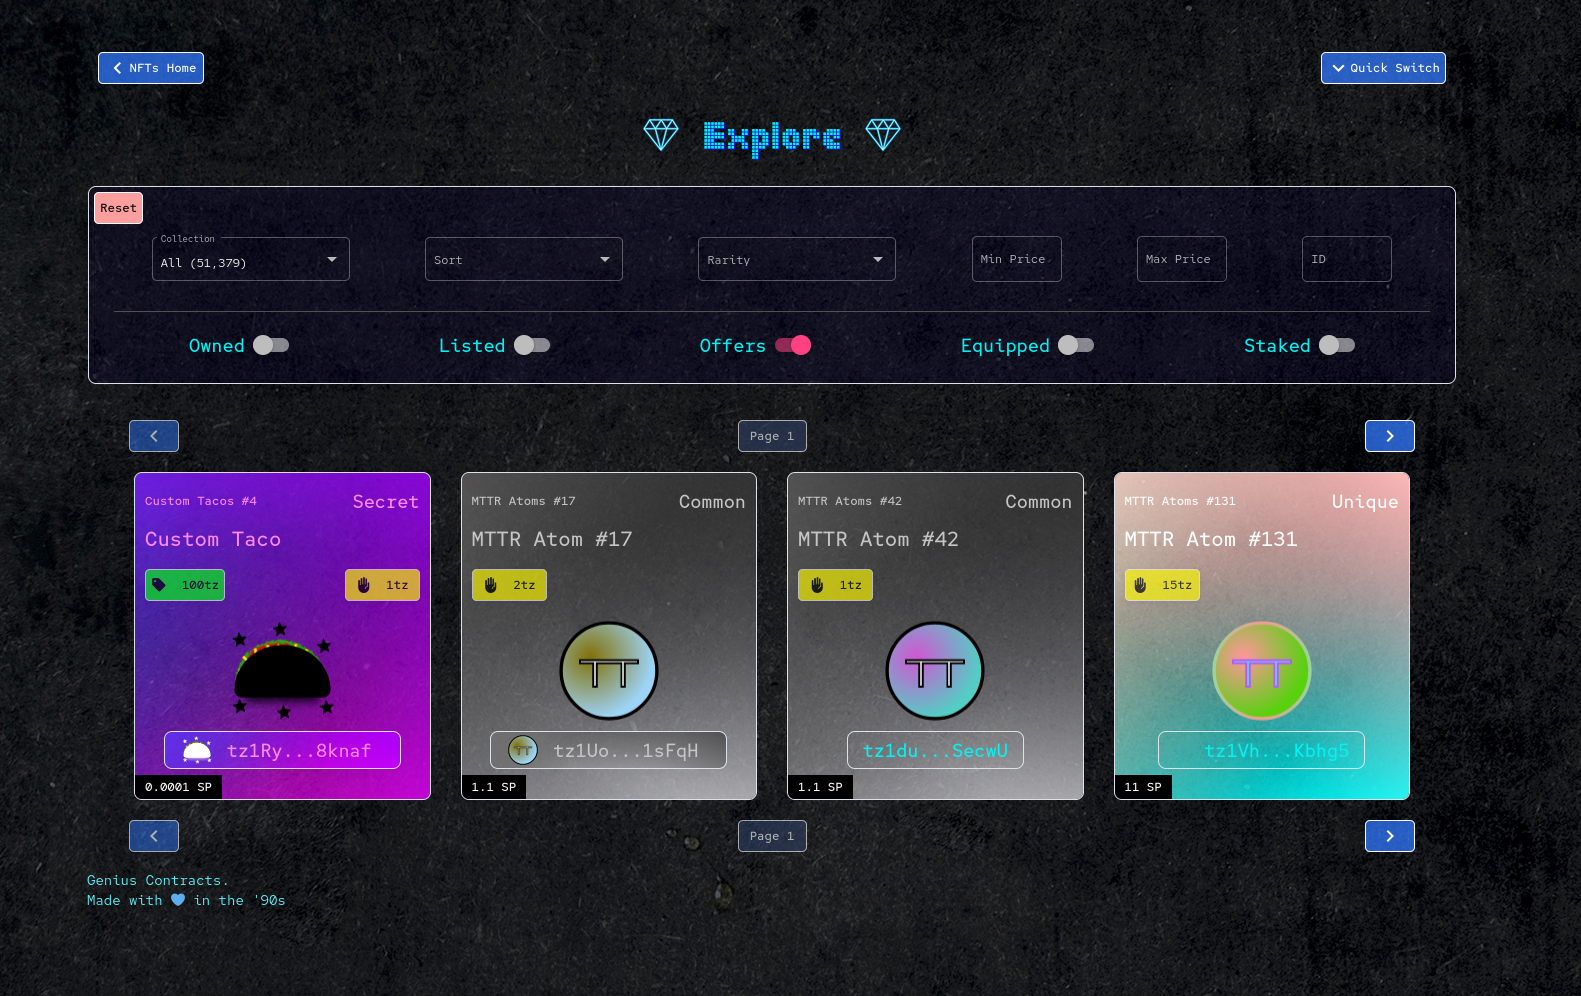 NFTs Home
Quick Switch
Explore
Reset
Collection
All (51,379)
Sort
Rarity
Min Price
Max Price
ID
Owned
Listed
Offers
Equipped
Staked
Page 1
Custom Tacos #4
Secret
Custom Taco
100tz
1tz
tz1Ry...8knaf
0.0001 SP
MTTR Atoms #17
Common
MTTR Atom #17
2tz
tz1Uo...1sFqH
1.1 SP
MTTR Atoms #42
Common
MTTR Atom #42
1tz
tz1du...SecwU
1.1 SP
MTTR Atoms #131
Unique
MTTR Atom #131
15tz
tz1Vh...Kbhg5
11 SP
Page 1
Genius Contracts.
Made with 💙 in the '90s